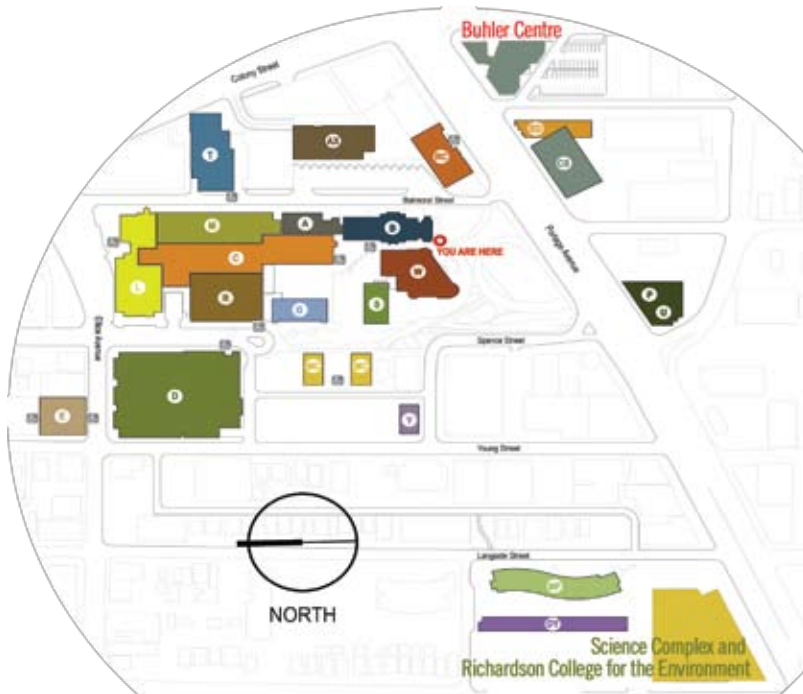 Buhler Centre
Colony Street
T
AX
Balmoral Street
A
B
YOU ARE HERE
Portage Avenue
C
W
L
R
G
S
P
Ellice Avenue
Spence Street
D
E
Y
Young Street
NORTH
Langside Street
Science Complex and
Richardson College for the Environment